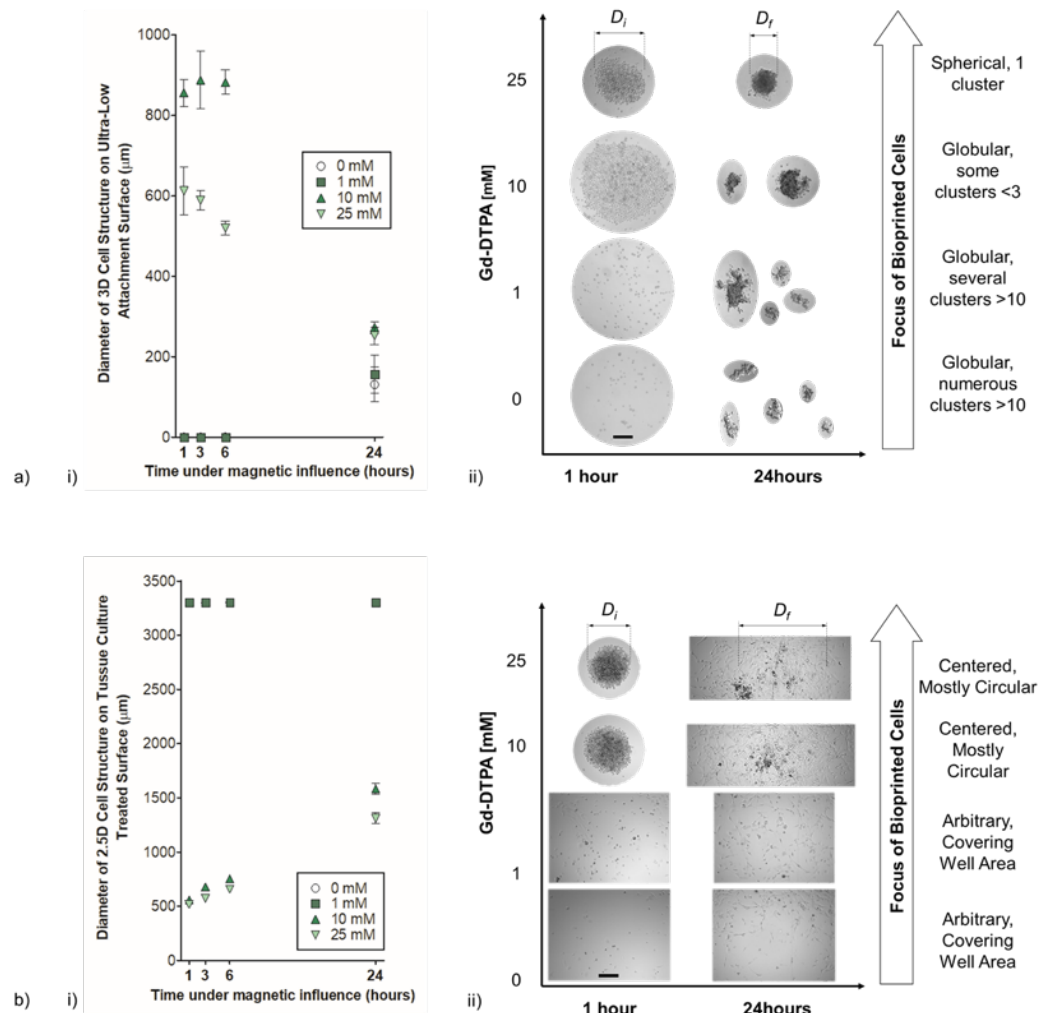 1000
800
600
400
200
0
Diameter of 3D Cell Structure on Ultra-Low
Attachment Surface (µm)
0 mM
1 mM
10 mM
25 mM
1 3 6 24
Time under magnetic influence (hours)
a) i)
Di
Df
25
10
1
0
Gd-DTPA [mM]
1 hour
24hours
ii)
Focus of Bioprinted Cells
Spherical, 1
cluster
Globular,
some
clusters <3
Globular,
several
clusters >10
Globular,
numerous
clusters >10
3500
3000
2500
2000
1500
1000
500
0
Diameter of 2.5D Cell Structure on Tussue Culture
Treated Surface (µm)
0 mM
1 mM
10 mM
25 mM
1 3 6 24
Time under magnetic influence (hours)
b) i)
Di
Df
25
10
1
0
Gd-DTPA [mM]
1 hour
24hours
ii)
Focus of Bioprinted Cells
Centered,
Mostly Circular
Centered,
Mostly
Circular
Arbitrary,
Covering
Well Area
Arbitrary,
Covering
Well Area